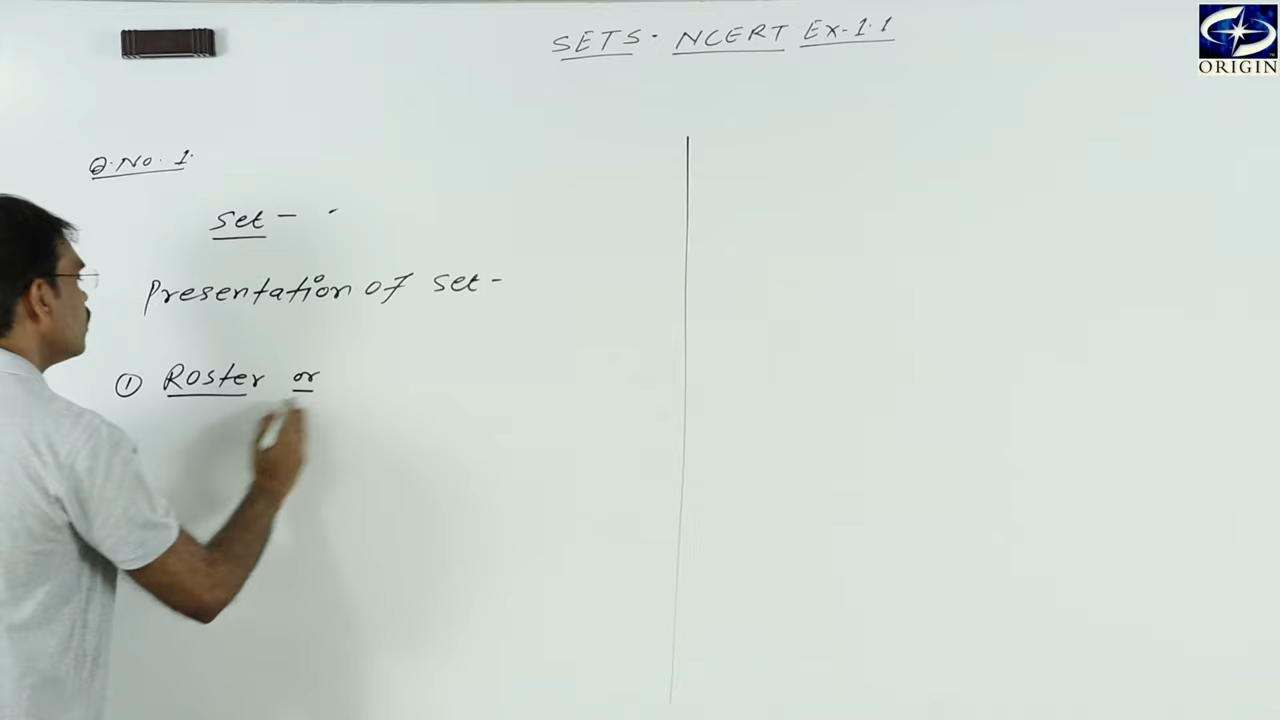 SETS. NCERT Ex-1.1
ORIGIN
Q.No. 1.
Set -
Presentation of set -
① Roster or